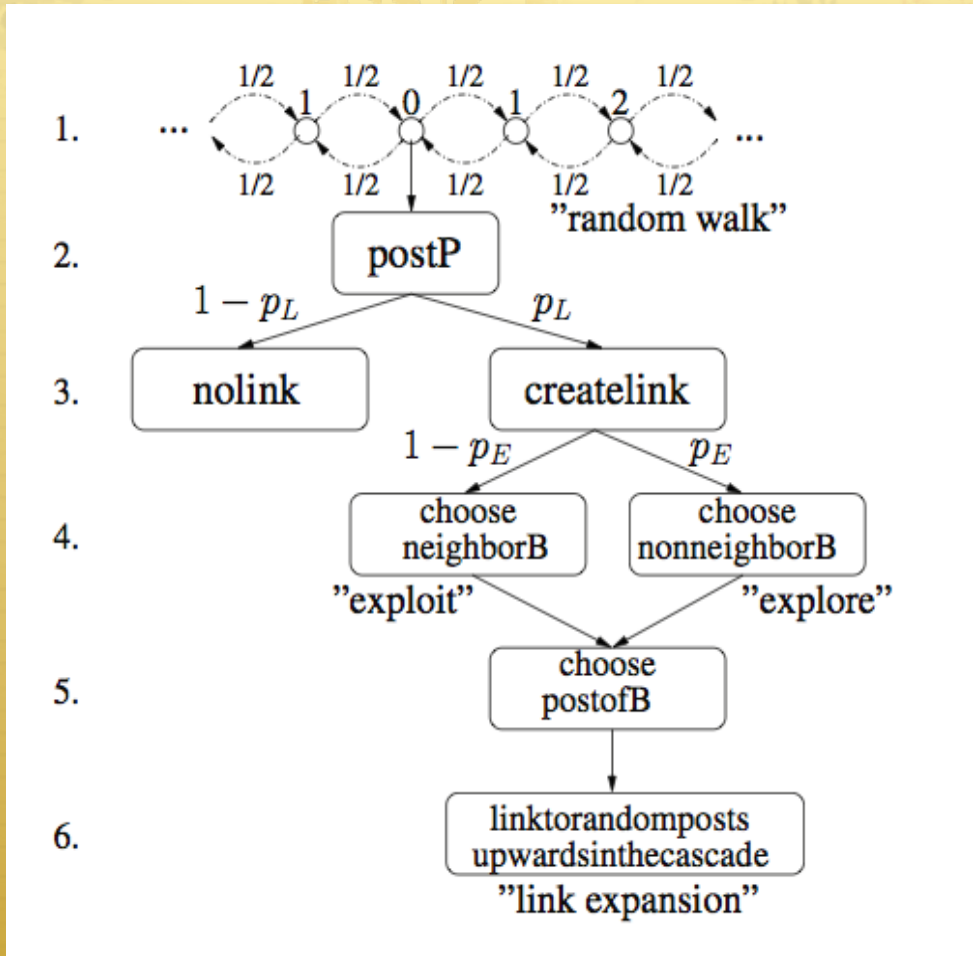 1/2 1/2 1/2 1/2 1/2
1. ... 1 0 1 2 ...
1/2 1/2 1/2 1/2 1/2
"random walk"
2. postP
1 − p_L p_L
3. nolink createlink
1 − p_E p_E
4. choose neighborB choose nonneighborB
"exploit" "explore"
5. choose
postofB
6. linktorandomposts
upwardsinthecascade
"link expansion"